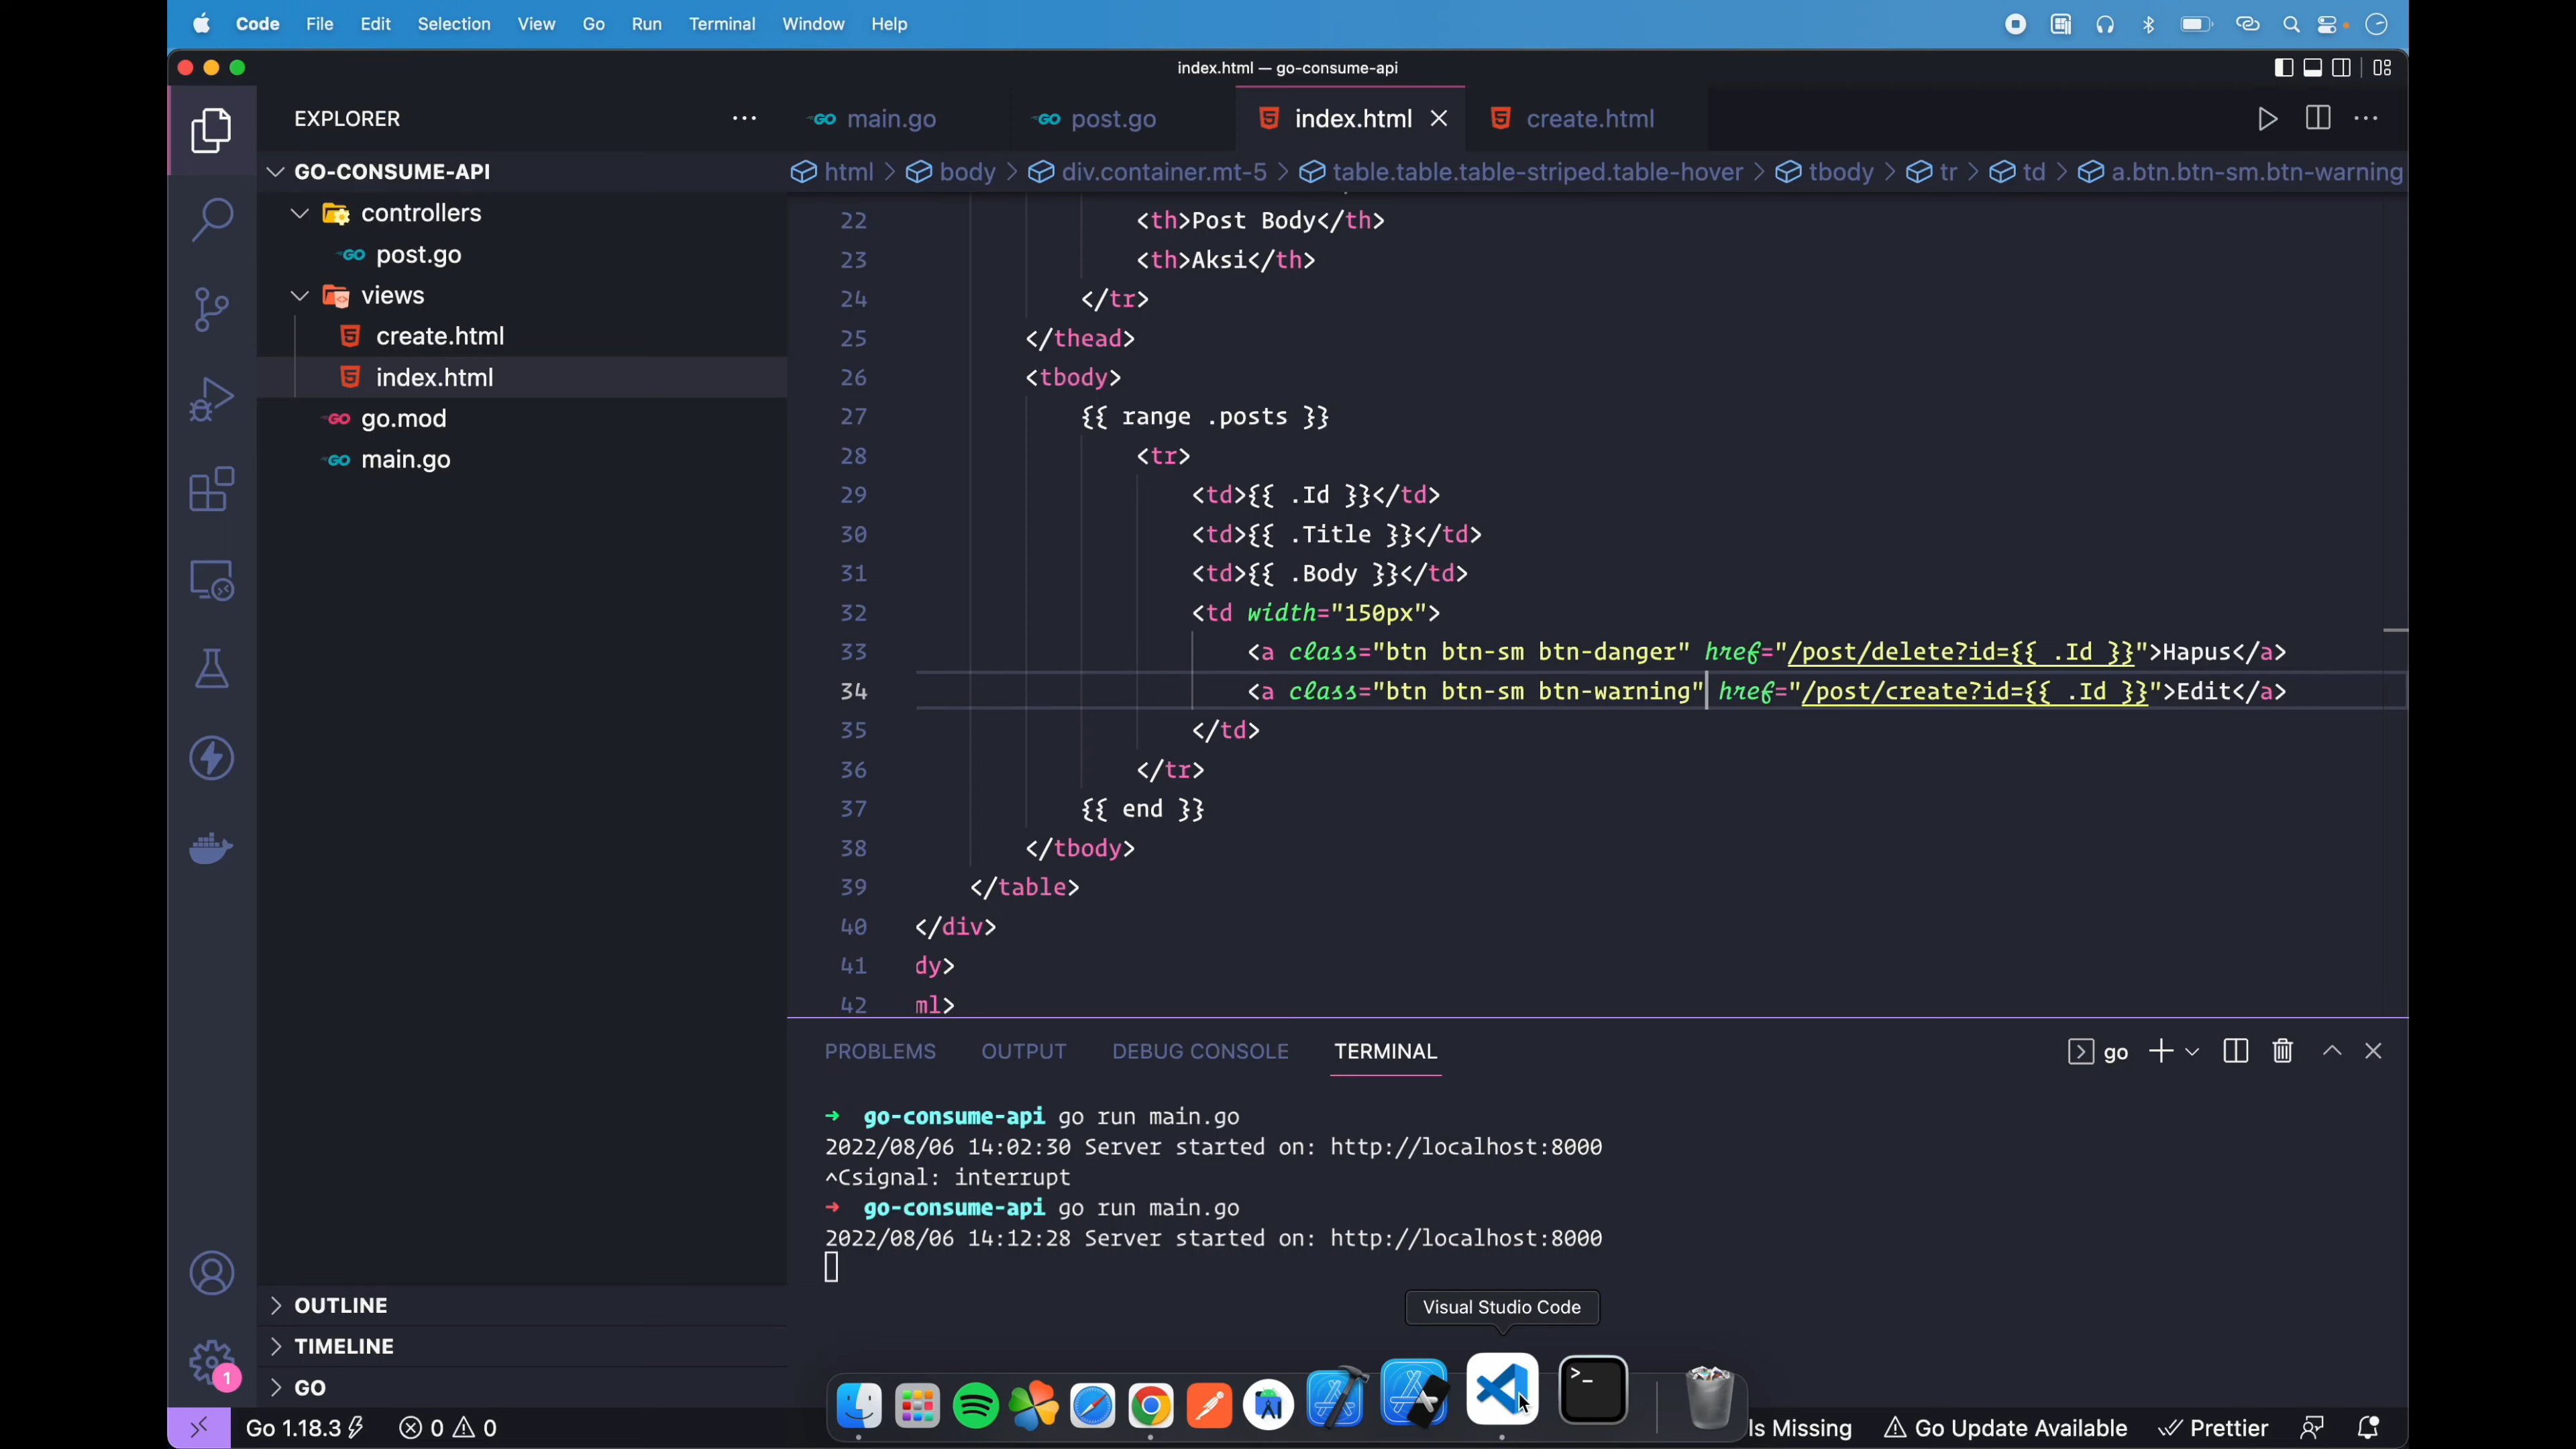 Code File Edit Selection View Go Run Terminal Window Help
index.html — go-consume-api
EXPLORER
main.go
post.go
index.html
create.html
GO-CONSUME-API
html > body > div.container.mt-5 > table.table.table-striped.table-hover > tbody > tr > td > a.btn.btn-sm.btn-warning
controllers
post.go
views
create.html
index.html
go.mod
main.go
22 <th>Post Body</th>
23 <th>Aksi</th>
24 </tr>
25 </thead>
26 <tbody>
27 {{ range .posts }}
28 <tr>
29 <td>{{ .Id }}</td>
30 <td>{{ .Title }}</td>
31 <td>{{ .Body }}</td>
32 <td width="150px">
33 <a class="btn btn-sm btn-danger" href="/post/delete?id={{ .Id }}">Hapus</a>
34 <a class="btn btn-sm btn-warning" href="/post/create?id={{ .Id }}">Edit</a>
35 </td>
36 </tr>
37 {{ end }}
38 </tbody>
39 </table>
40 </div>
41 dy>
42 ml>
PROBLEMS OUTPUT DEBUG CONSOLE TERMINAL
go
→ go-consume-api go run main.go
2022/08/06 14:02:30 Server started on: http://localhost:8000
^Csignal: interrupt
→ go-consume-api go run main.go
2022/08/06 14:12:28 Server started on: http://localhost:8000
OUTLINE
TIMELINE
GO
1
Visual Studio Code
Go 1.18.3 0 0
Is Missing Go Update Available Prettier